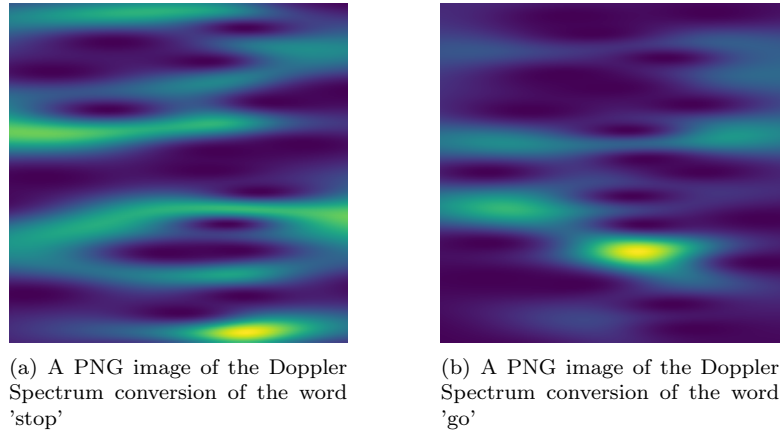 (a) A PNG image of the Doppler
Spectrum conversion of the word
'stop'
(b) A PNG image of the Doppler
Spectrum conversion of the word
'go'